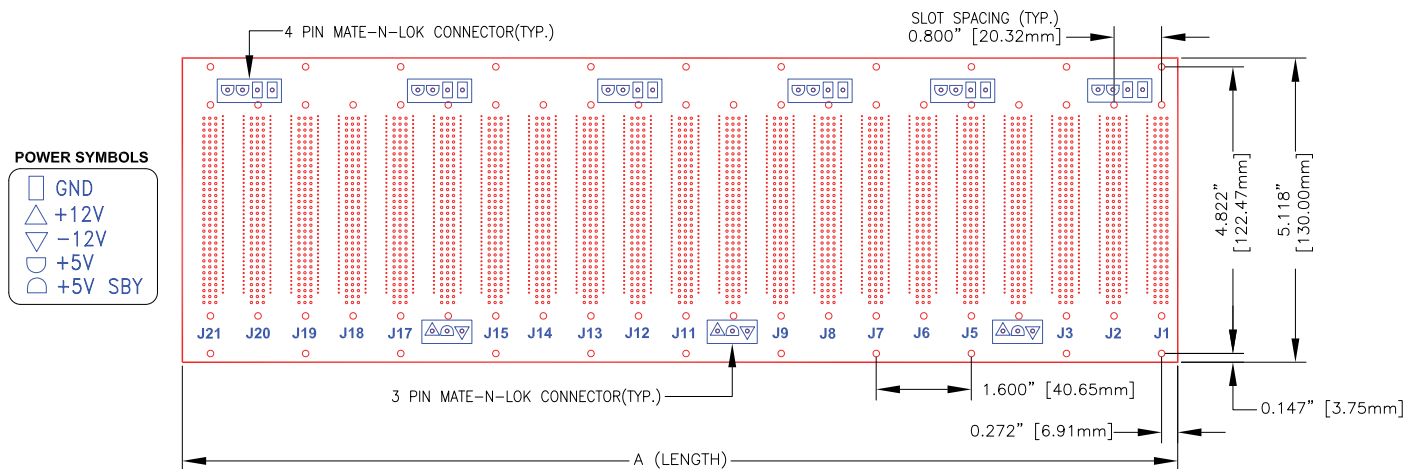 4 PIN MATE-N-LOK CONNECTOR(TYP.)
SLOT SPACING (TYP.)
0.800" [20.32mm]
POWER SYMBOLS
GND
+12V
-12V
+5V
+5V SBY
4.822"
[122.47mm]
5.118"
[130.00mm]
J21 J20 J19 J18 J17 J15 J14 J13 J12 J11 J9 J8 J7 J6 J5 J3 J2 J1
3 PIN MATE-N-LOK CONNECTOR(TYP.)
1.600" [40.65mm]
0.147" [3.75mm]
0.272" [6.91mm]
A (LENGTH)